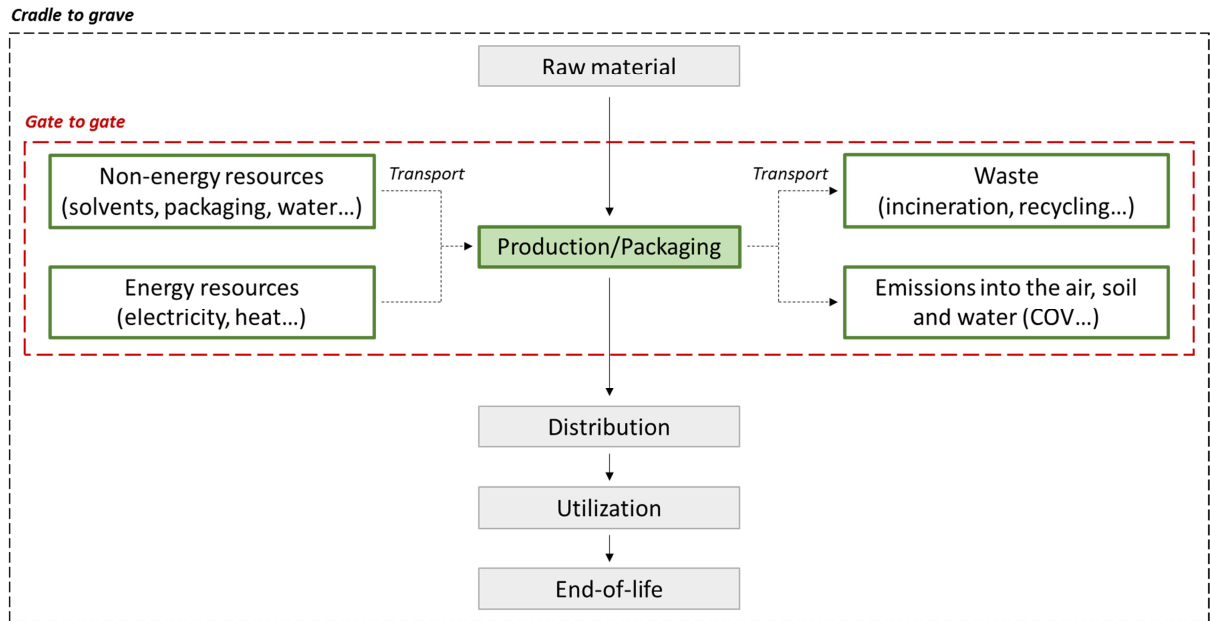 Cradle to grave
Raw material
Gate to gate
Non-energy resources
(solvents, packaging, water…)
Transport
Transport
Waste
(incineration, recycling…)
Production/Packaging
Energy resources
(electricity, heat…)
Emissions into the air, soil
and water (COV…)
Distribution
Utilization
End-of-life